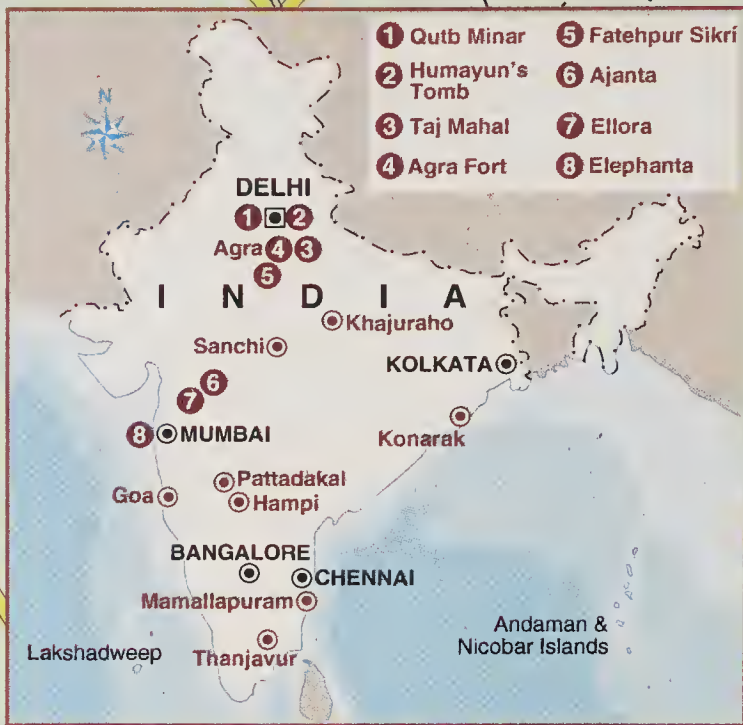 1 Qutb Minar
2 Humayun's
Tomb
3 Taj Mahal
4 Agra Fort
5 Fatehpur Sikri
6 Ajanta
7 Ellora
8 Elephanta
N
DELHI
1 2
Agra 4 3
5
I N D I A
Khajuraho
Sanchi
KOLKATA
6
7
8 MUMBAI
Konarak
Pattadakal
Goa
Hampi
BANGALORE
CHENNAI
Mamallapuram
Andaman &
Nicobar Islands
Lakshadweep
Thanjavur